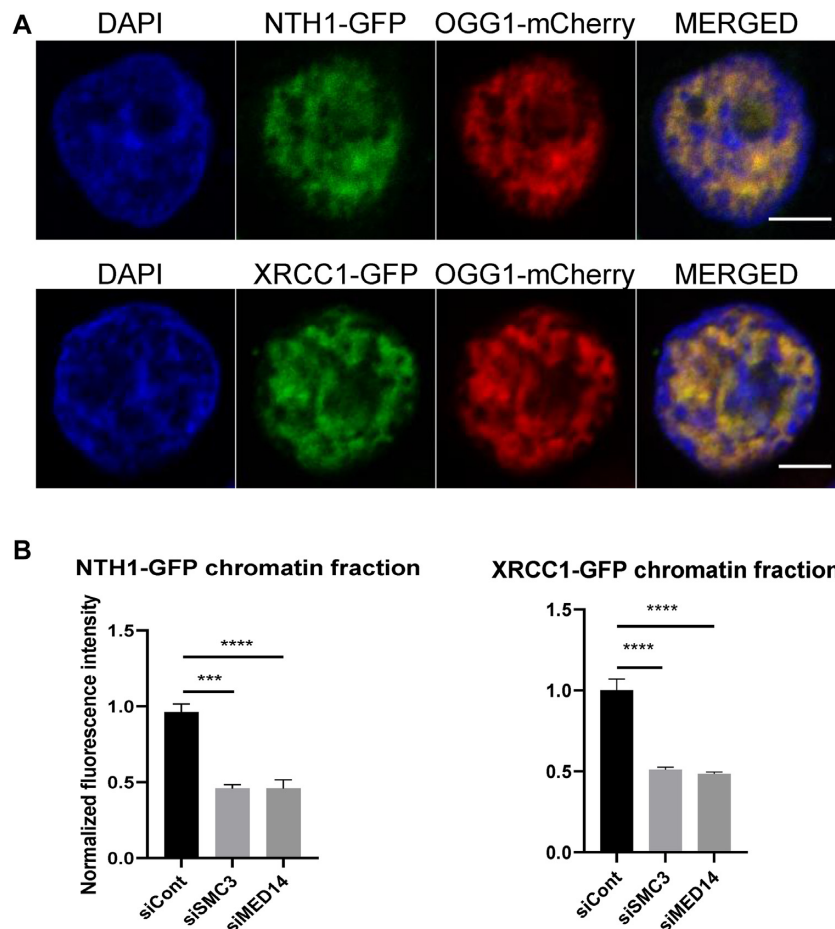 A
DAPI NTH1-GFP OGG1-mCherry MERGED
DAPI XRCC1-GFP OGG1-mCherry MERGED
B
NTH1-GFP chromatin fraction
Normalized fluorescence intensity
1.5
1.0
0.5
0.0
****
***
siCont
siSMC3
siMED14
XRCC1-GFP chromatin fraction
1.5
1.0
0.5
0.0
****
****
siCont
siSMC3
siMED14